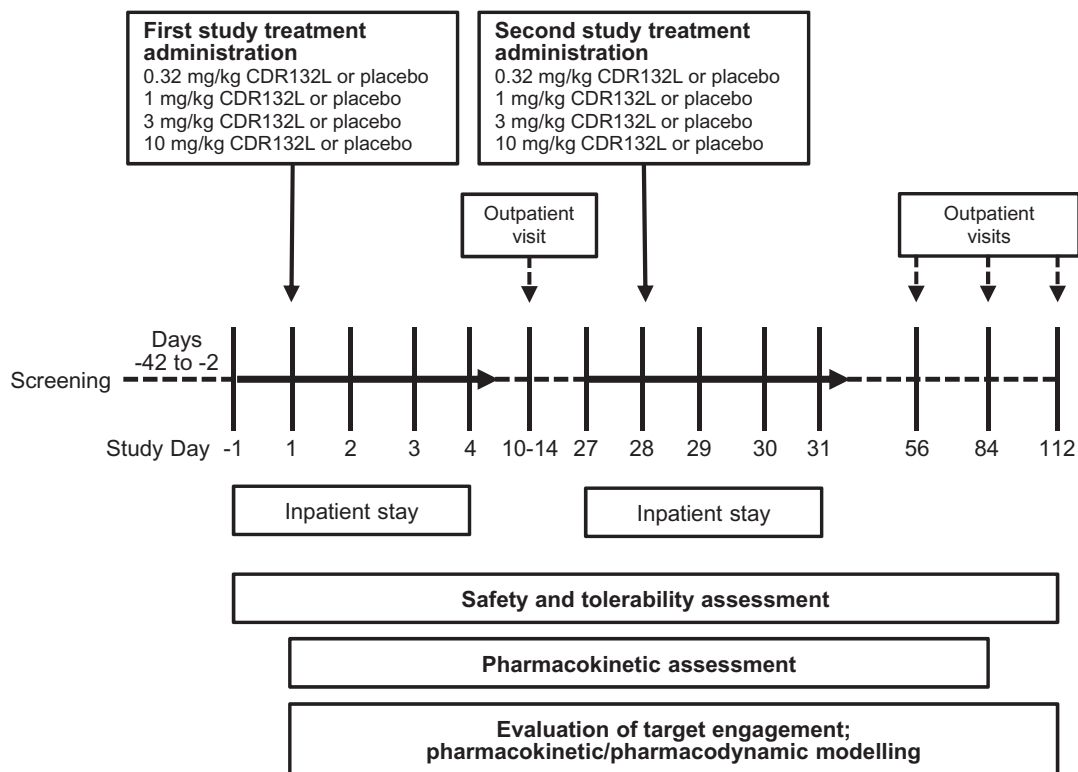 First study treatment
administration
0.32 mg/kg CDR132L or placebo
1 mg/kg CDR132L or placebo
3 mg/kg CDR132L or placebo
10 mg/kg CDR132L or placebo
Second study treatment
administration
0.32 mg/kg CDR132L or placebo
1 mg/kg CDR132L or placebo
3 mg/kg CDR132L or placebo
10 mg/kg CDR132L or placebo
Outpatient
visit
Outpatient
visits
Days
-42 to -2
Screening
Study Day -1 1 2 3 4 10-14 27 28 29 30 31 56 84 112
Inpatient stay
Inpatient stay
Safety and tolerability assessment
Pharmacokinetic assessment
Evaluation of target engagement;
pharmacokinetic/pharmacodynamic modelling